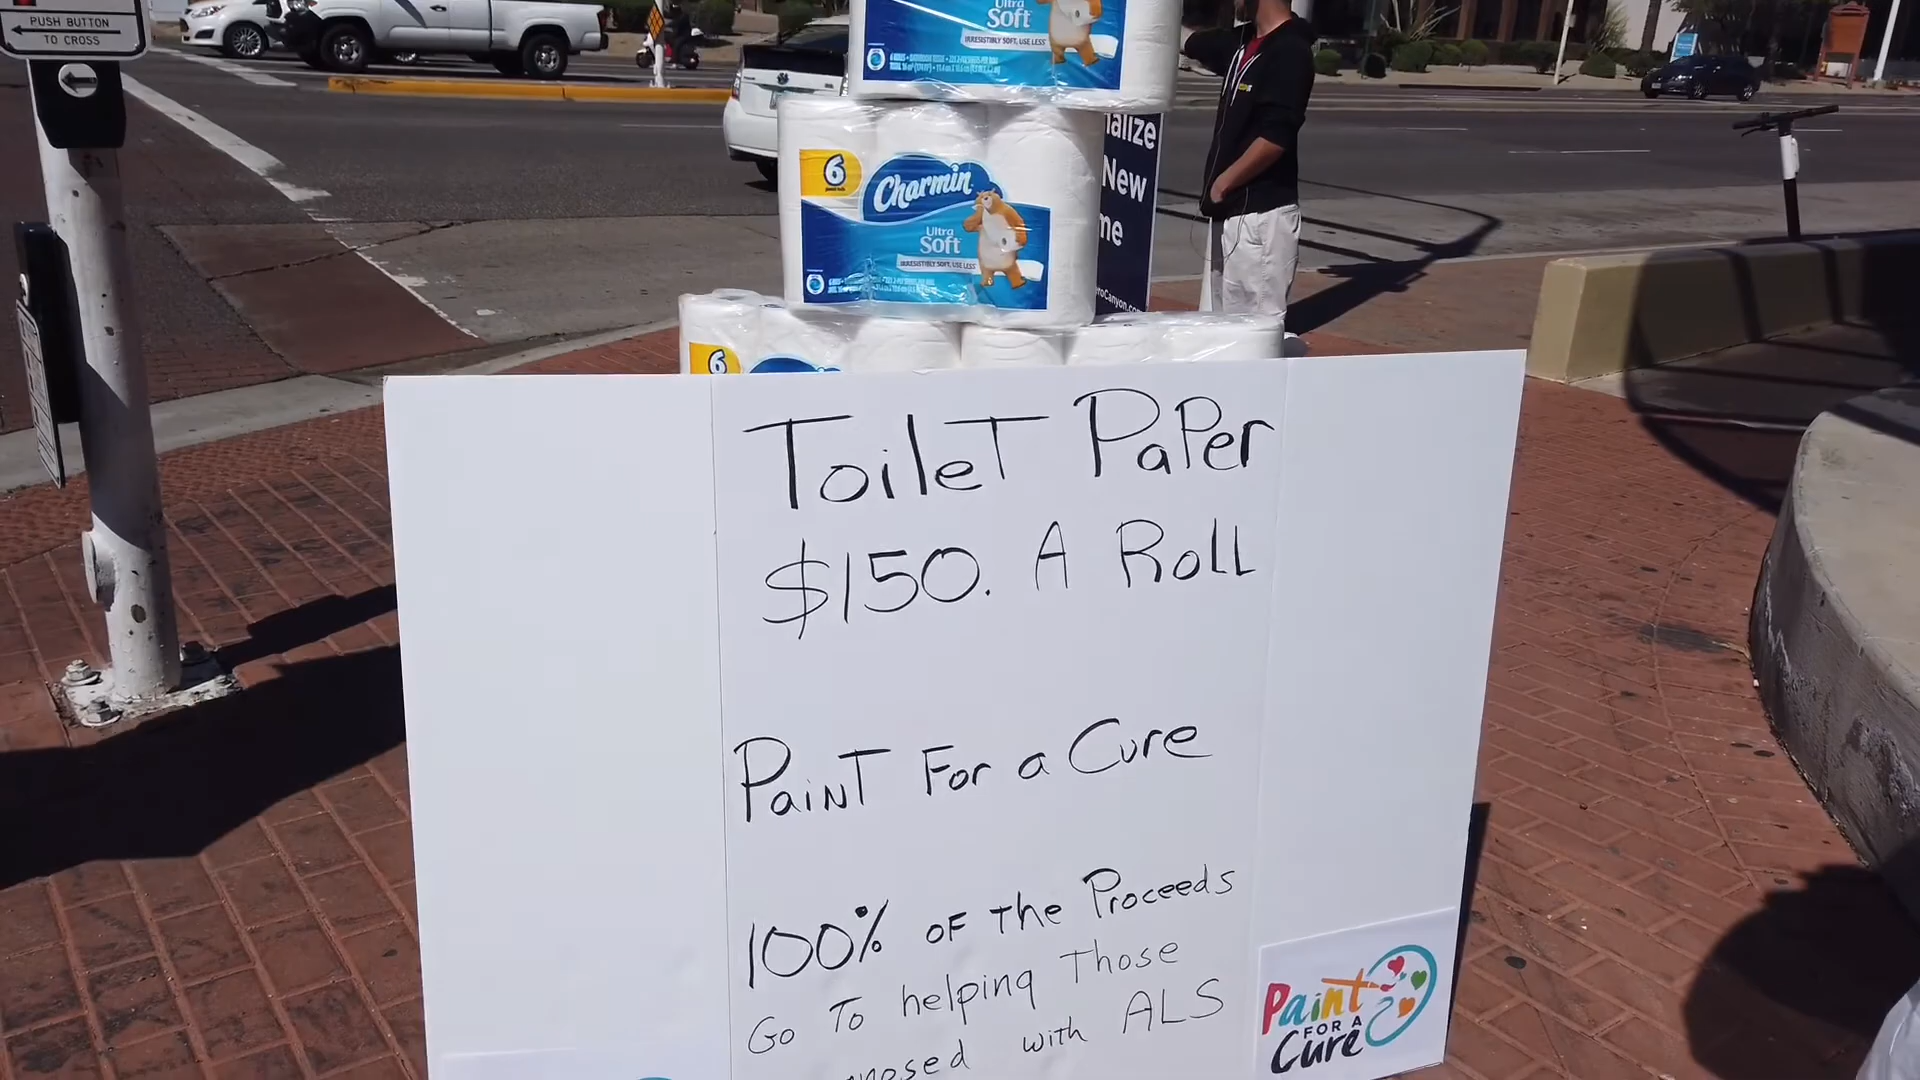 PUSH BUTTON
TO CROSS
Ultra
Soft
IRRESISTIBLY SOFT, USE LESS
6
Charmin
Ultra
Soft
IRRESISTIBLY SOFT, USE LESS
New
6
ToileT PaPer
$150. A Roll
PaiNT For a Cure
100% OF The Proceeds
Go To helping Those
with ALS
Paint
FOR A
Cure